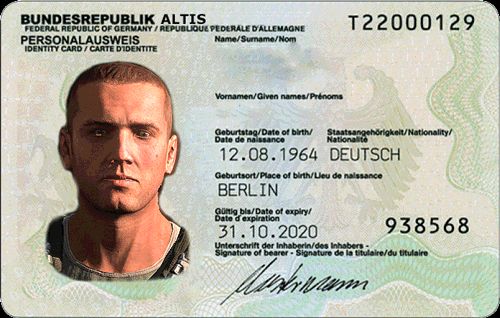 BUNDESREPUBLIK ALTIS T22000129
FEDERAL REPUBLIC OF GERMANY / REPUBLIQUE FEDERALE D'ALLEMAGNE
PERSONALAUSWEIS
IDENTITY CARD / CARTE D'IDENTITE
Name/Surname/Nom
Vornamen/Given names/Prénoms
Geburtstag/Date of birth/ Staatsangehörigkeit/Nationality/
Date de naissance Nationalité
12.08.1964 DEUTSCH
Geburtsort/Place of birth/Lieu de naissance
BERLIN
Gültig bis/Date of expiry/
Date d'expiration
31.10.2020 938568
Unterschrift der Inhaberin/des Inhabers -
Signature of bearer - Signature de la titulaire/du titulaire
Mustermann